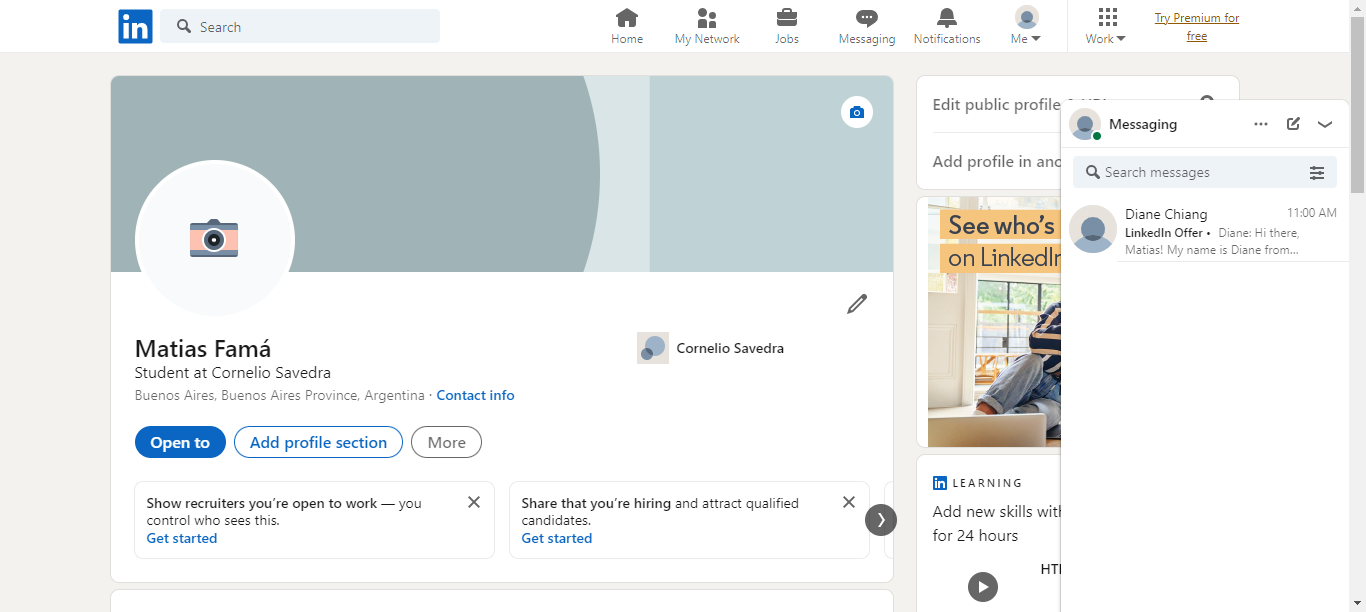 in
Search
Home
My Network
Jobs
Messaging
Notifications
Me
Work
Try Premium for
free
Matias Famá
Student at Cornelio Savedra
Buenos Aires, Buenos Aires Province, Argentina · Contact info
Cornelio Savedra
Open to
Add profile section
More
Show recruiters you're open to work — you
control who sees this.
Get started
Share that you're hiring and attract qualified
candidates.
Get started
Edit public profile
Add profile in
See who's
on LinkedIn
in LEARNING
Add new skills
for 24 hours
Messaging
Search messages
Diane Chiang
11:00 AM
LinkedIn Offer • Diane: Hi there,
Matias! My name is Diane from...